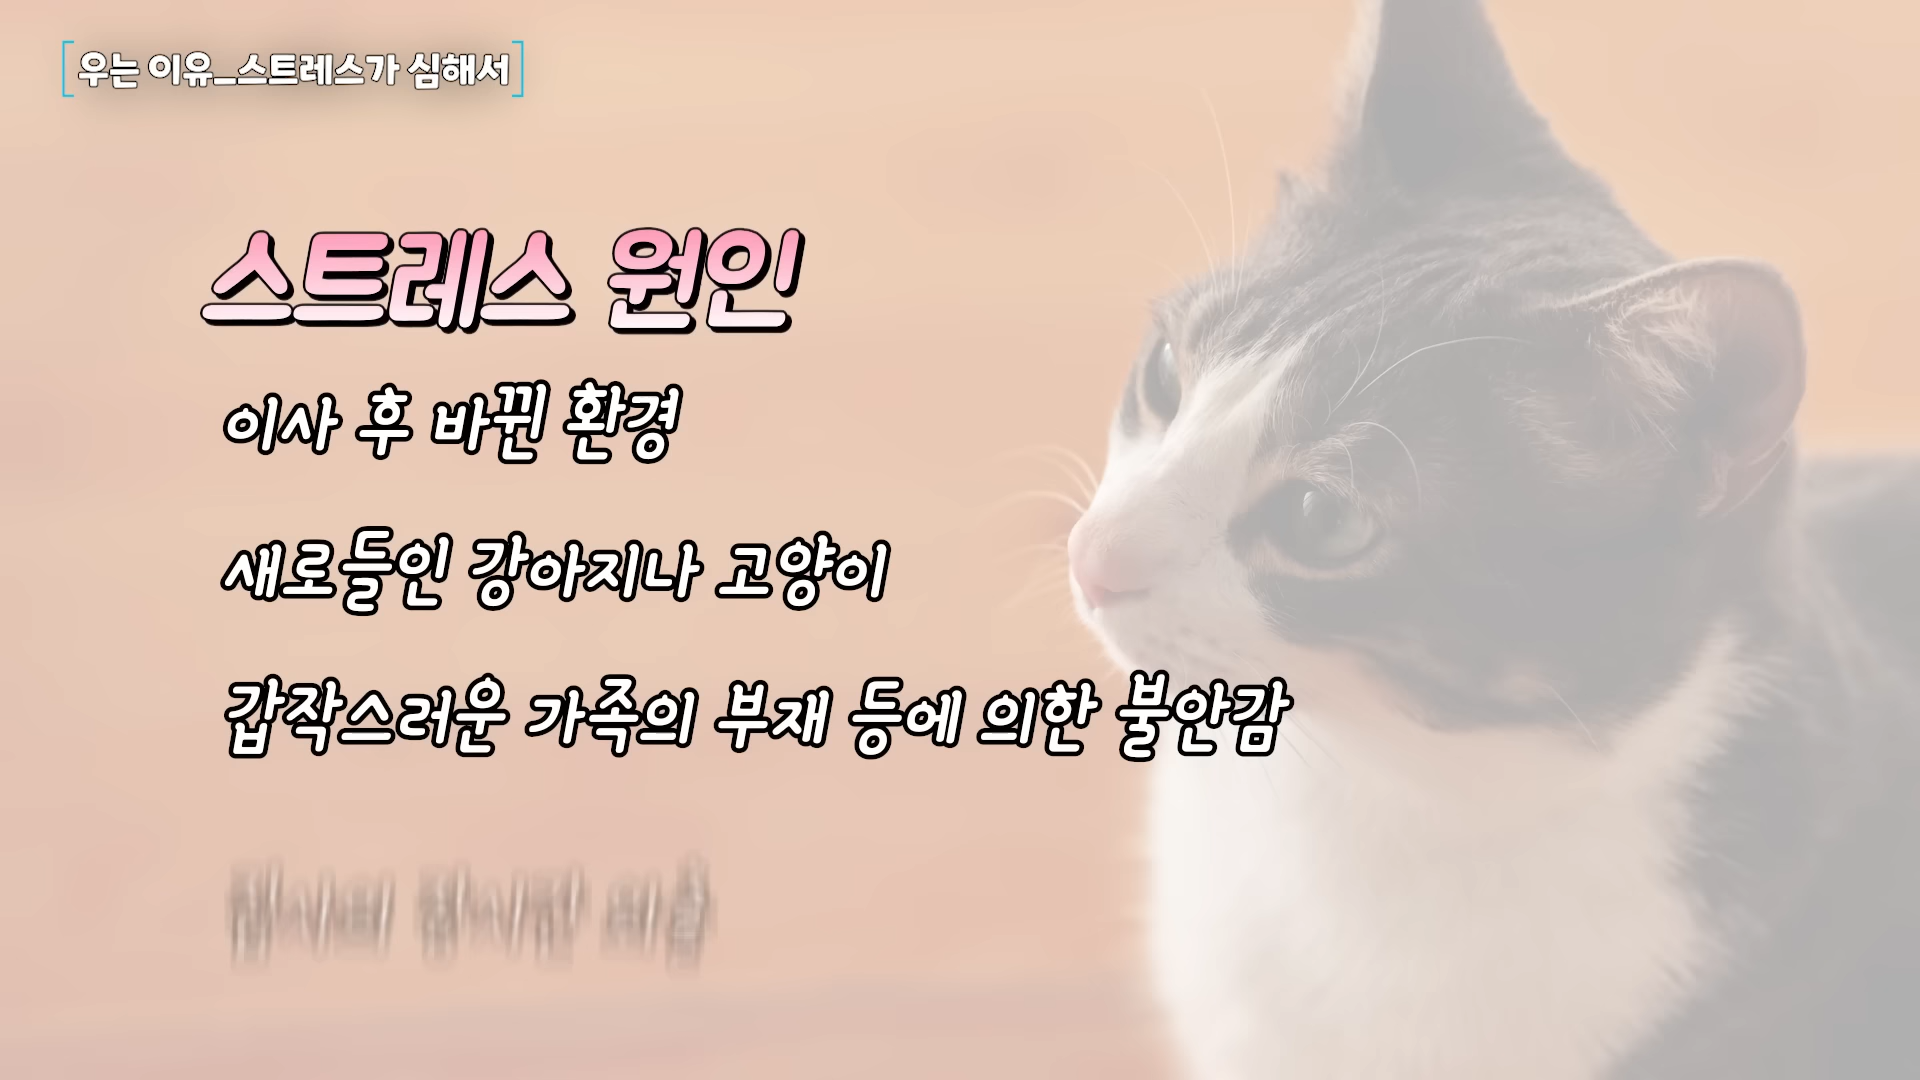 [우는 이유_스트레스가 심해서]
스트레스 원인
이사 후 바뀐 환경
새로들인 강아지나 고양이
갑작스러운 가족의 부재 등에 의한 불안감